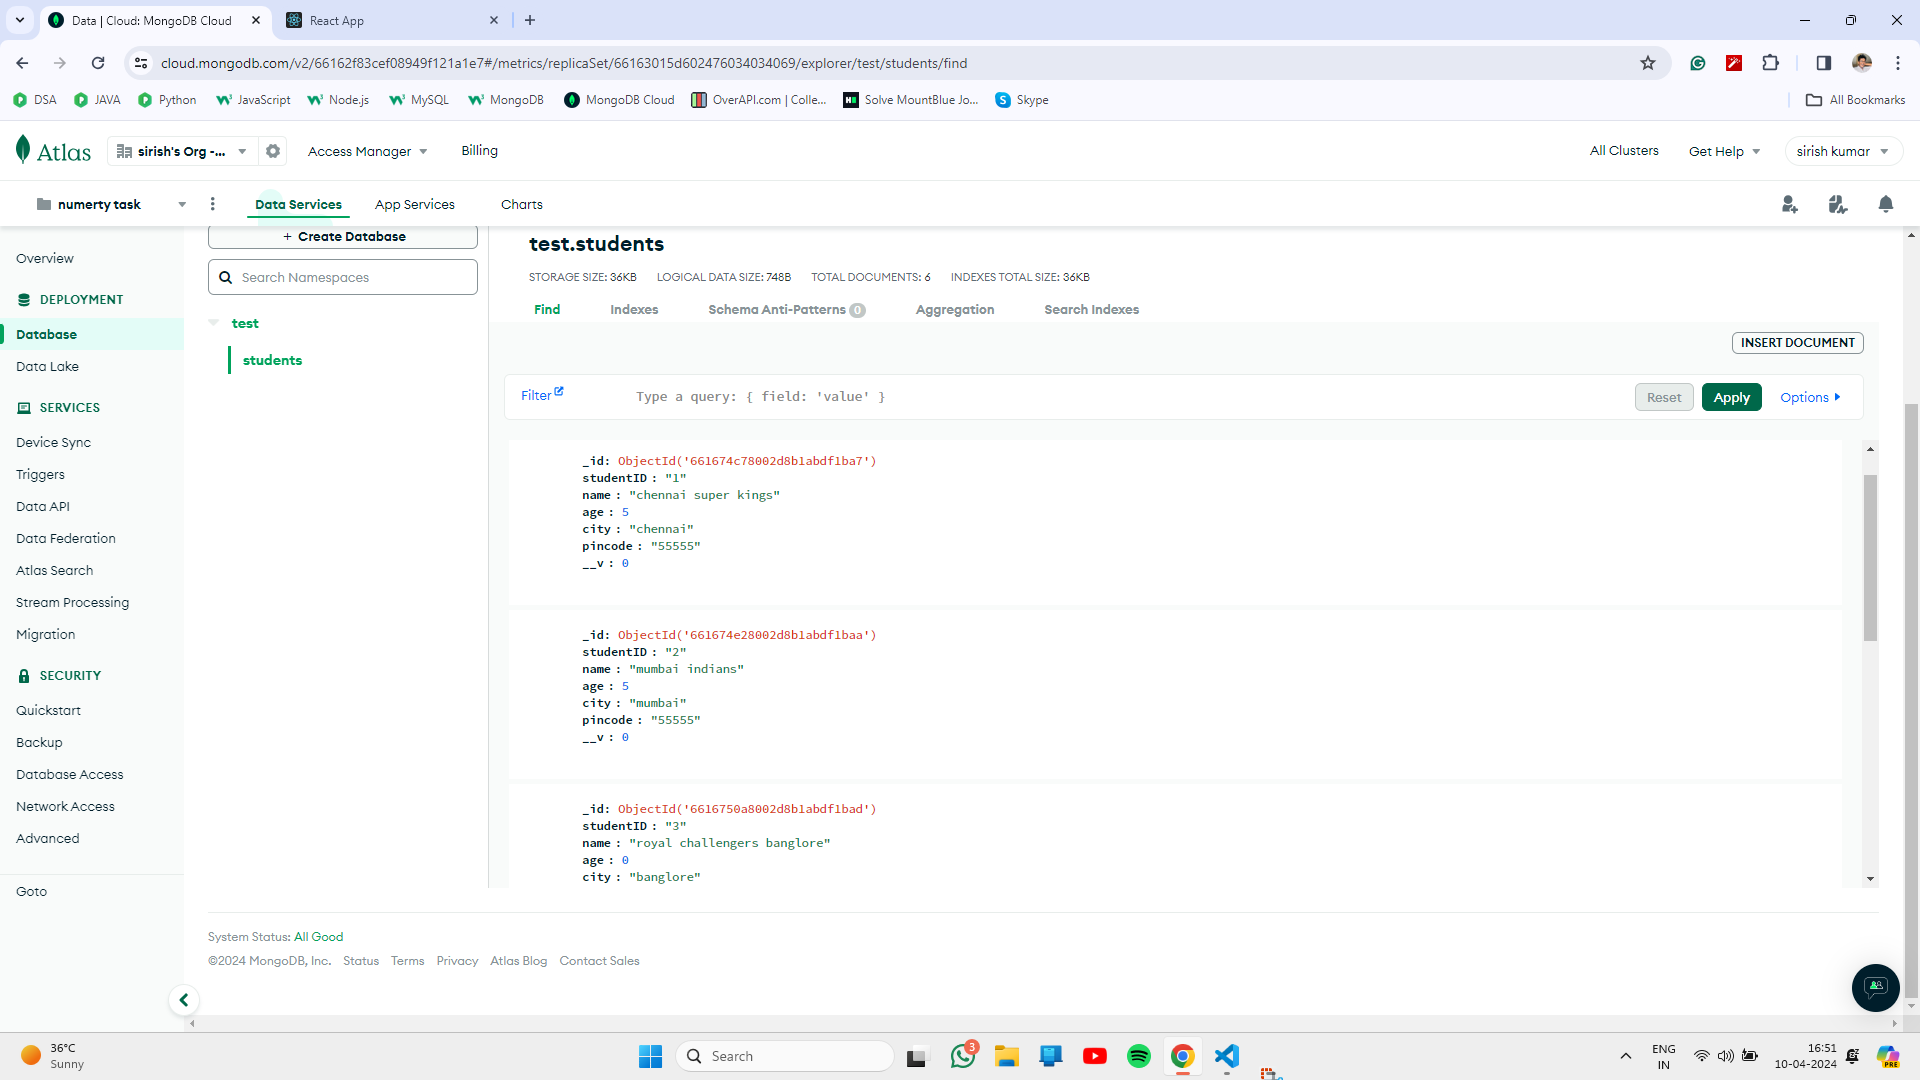 Data | Cloud: MongoDB Cloud
React App
cloud.mongodb.com/v2/66162f83cef08949f121a1e7#/metrics/replicaSet/66163015d602476034034069/explorer/test/students/find
DSA
JAVA
Python
JavaScript
Node.js
MySQL
MongoDB
MongoDB Cloud
OverAPI.com | Colle...
Solve MountBlue Jo...
Skype
All Bookmarks
Atlas
sirish's Org -...
Access Manager
Billing
All Clusters
Get Help
sirish kumar
numerty task
Data Services
App Services
Charts
Overview
DEPLOYMENT
Database
Data Lake
SERVICES
Device Sync
Triggers
Data API
Data Federation
Atlas Search
Stream Processing
Migration
SECURITY
Quickstart
Backup
Database Access
Network Access
Advanced
Goto
+ Create Database
Search Namespaces
test
students
test.students
STORAGE SIZE: 36KB LOGICAL DATA SIZE: 748B TOTAL DOCUMENTS: 6 INDEXES TOTAL SIZE: 36KB
Find Indexes Schema Anti-Patterns 0 Aggregation Search Indexes
INSERT DOCUMENT
Filter
Type a query: { field: 'value' }
Reset
Apply
Options
_id: ObjectId('661674c78002d8b1abdf1ba7')
studentID : "1"
name : "chennai super kings"
age : 5
city : "chennai"
pincode : "55555"
__v : 0
_id: ObjectId('661674e28002d8b1abdf1baa')
studentID : "2"
name : "mumbai indians"
age : 5
city : "mumbai"
pincode : "55555"
__v : 0
_id: ObjectId('6616750a8002d8b1abdf1bad')
studentID : "3"
name : "royal challengers banglore"
age : 0
city : "banglore"
System Status: All Good
©2024 MongoDB, Inc. Status Terms Privacy Atlas Blog Contact Sales
36°C
Sunny
Search
3
ENG
IN
16:51
10-04-2024
PRE